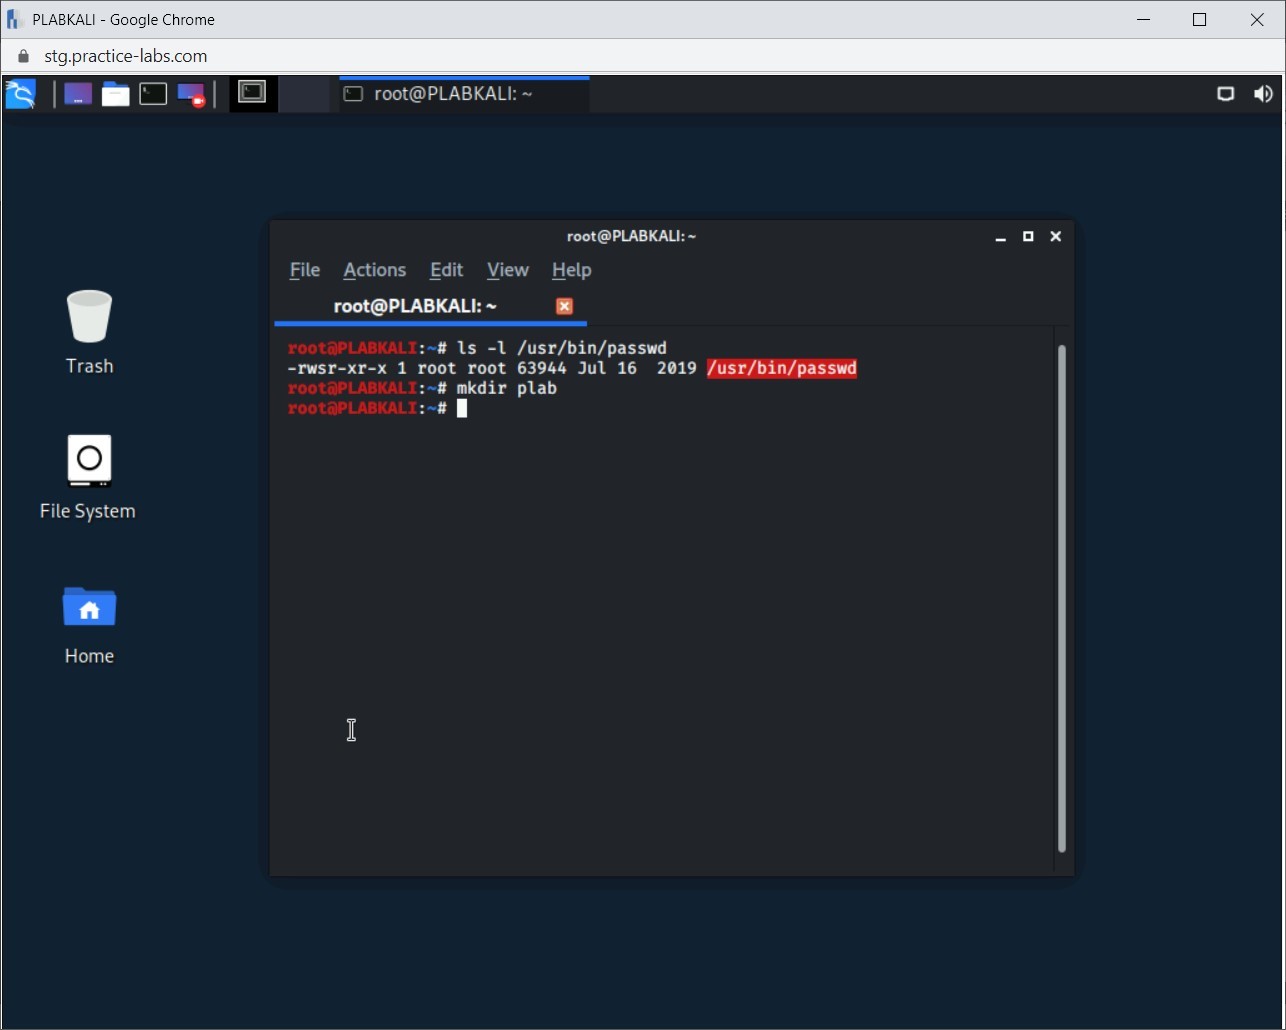 PLABKALI - Google Chrome
stg.practice-labs.com
root@PLABKALI: ~
root@PLABKALI: ~
File Actions Edit View Help
root@PLABKALI: ~
root@PLABKALI:~# ls -l /usr/bin/passwd
-rwsr-xr-x 1 root root 63944 Jul 16  2019 /usr/bin/passwd
root@PLABKALI:~# mkdir plab
root@PLABKALI:~#
Trash
File System
Home